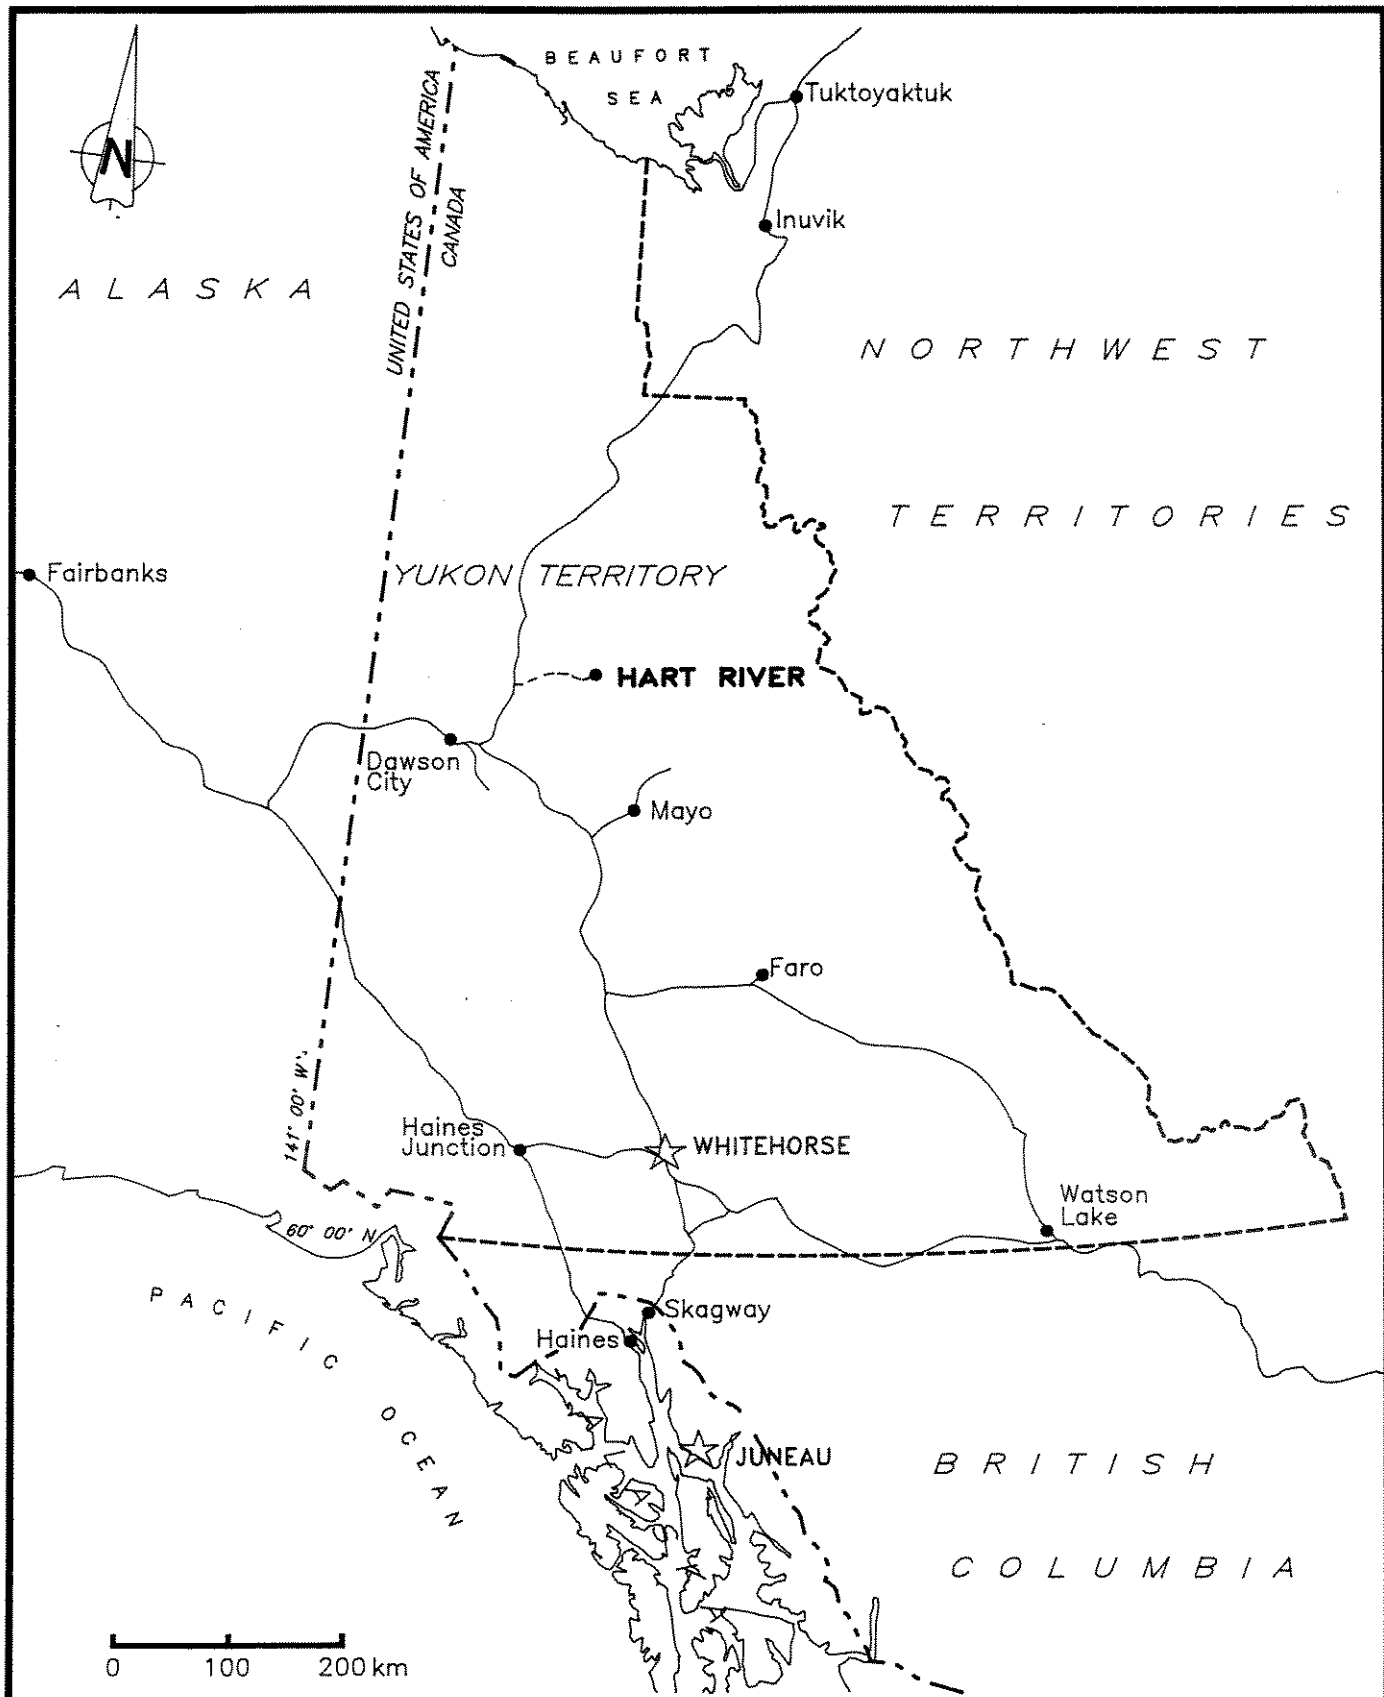 BEAUFORT
SEA
Tuktoyaktuk
N
UNITED STATES OF AMERICA
CANADA
Inuvik
ALASKA
NORTHWEST
TERRITORIES
Fairbanks
YUKON TERRITORY
HART RIVER
Dawson
City
Mayo
Faro
141° 00' W.
Haines
Junction
WHITEHORSE
Watson
Lake
60° 00' N
PACIFIC
OCEAN
Skagway
Haines
JUNEAU
BRITISH
COLUMBIA
0 100 200 km